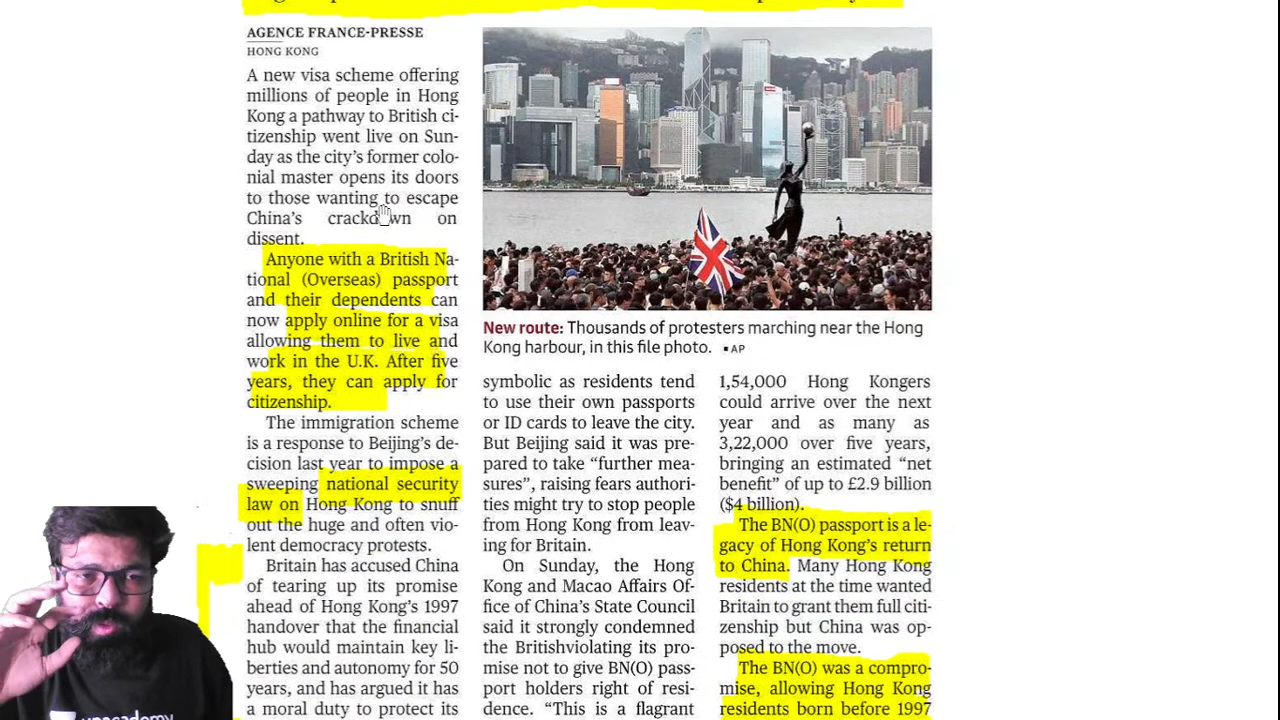 AGENCE FRANCE-PRESSE
HONG KONG
A new visa scheme offering
millions of people in Hong
Kong a pathway to British ci-
tizenship went live on Sun-
day as the city's former colo-
nial master opens its doors
to those wanting to escape
China's crackdown on
dissent.
Anyone with a British Na-
tional (Overseas) passport
and their dependents can
now apply online for a visa
allowing them to live and
work in the U.K. After five
years, they can apply for
citizenship.
The immigration scheme
is a response to Beijing's de-
cision last year to impose a
sweeping national security
law on Hong Kong to snuff
out the huge and often vio-
lent democracy protests.
Britain has accused China
of tearing up its promise
ahead of Hong Kong's 1997
handover that the financial
hub would maintain key li-
berties and autonomy for 50
years, and has argued it has
a moral duty to protect its
New route: Thousands of protesters marching near the Hong
Kong harbour, in this file photo. ▪AP
symbolic as residents tend
to use their own passports
or ID cards to leave the city.
But Beijing said it was pre-
pared to take “further mea-
sures”, raising fears authori-
ties might try to stop people
from Hong Kong from leav-
ing for Britain.
On Sunday, the Hong
Kong and Macao Affairs Of-
fice of China's State Council
said it strongly condemned
the Britishviolating its pro-
mise not to give BN(O) pass-
port holders right of resi-
dence. “This is a flagrant
1,54,000 Hong Kongers
could arrive over the next
year and as many as
3,22,000 over five years,
bringing an estimated “net
benefit” of up to £2.9 billion
($4 billion).
The BN(O) passport is a le-
gacy of Hong Kong's return
to China. Many Hong Kong
residents at the time wanted
Britain to grant them full citi-
zenship but China was op-
posed to the move.
The BN(O) was a compro-
mise, allowing Hong Kong
residents born before 1997